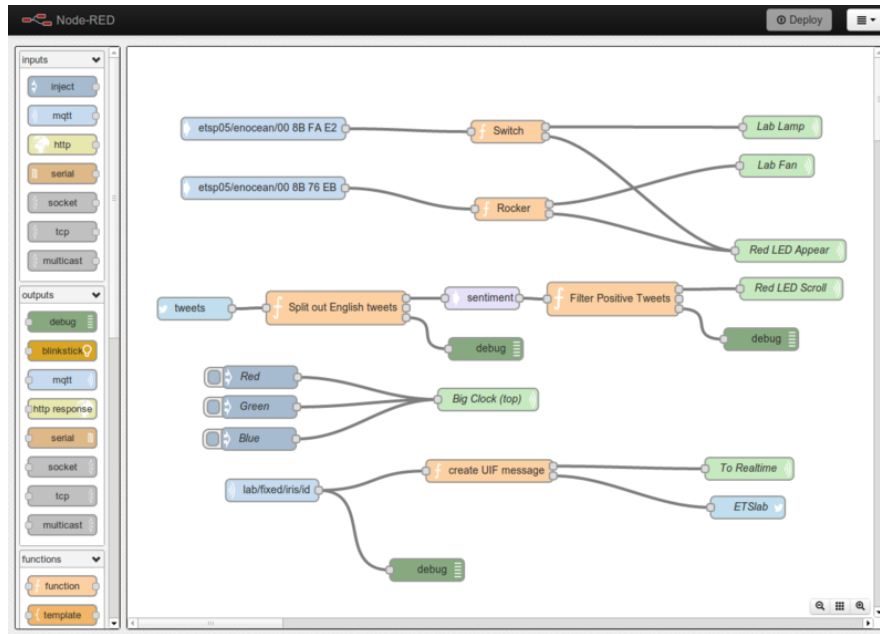 Node-RED
Deploy
inputs
inject
mqtt
http
serial
socket
tcp
multicast
outputs
debug
blinkstick
mqtt
http response
serial
socket
tcp
multicast
functions
function
template
etsp05/enocean/00 8B FA E2
Switch
Lab Lamp
Lab Fan
etsp05/enocean/00 8B 76 EB
Rocker
Red LED Appear
tweets
Split out English tweets
sentiment
Filter Positive Tweets
Red LED Scroll
debug
debug
Red
Green
Blue
Big Clock (top)
lab/fixed/iris/id
create UIF message
To Realtime
ETSlab
debug